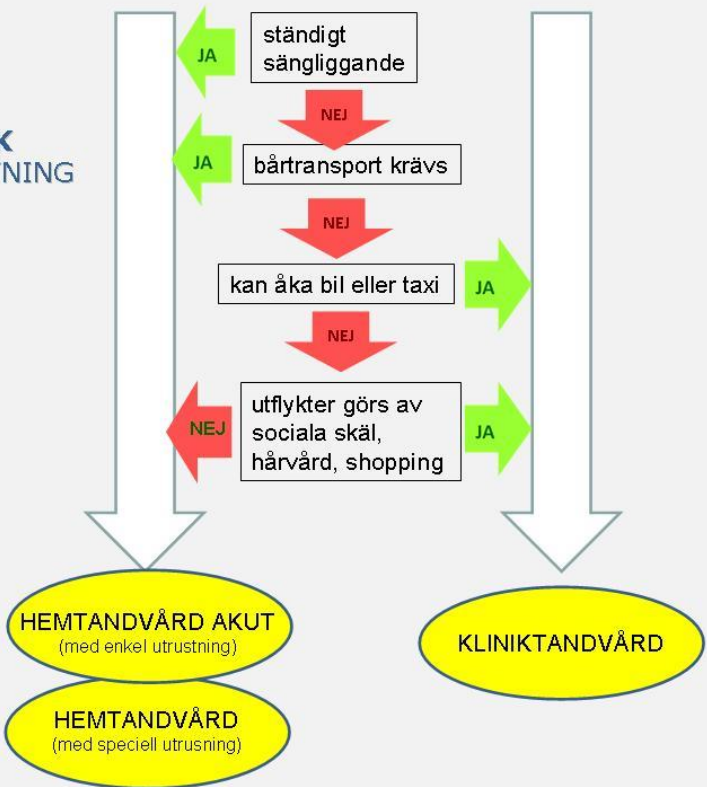 JA
ständigt
sängliggande
NEJ
JA
bårtransport krävs
NEJ
kan åka bil eller taxi
JA
NEJ
NEJ
utflykter görs av
sociala skäl,
hårvård, shopping
JA
HEMTANDVÅRD AKUT
(med enkel utrustning)
KLINIKTANDVÅRD
HEMTANDVÅRD
(med speciell utrusning)